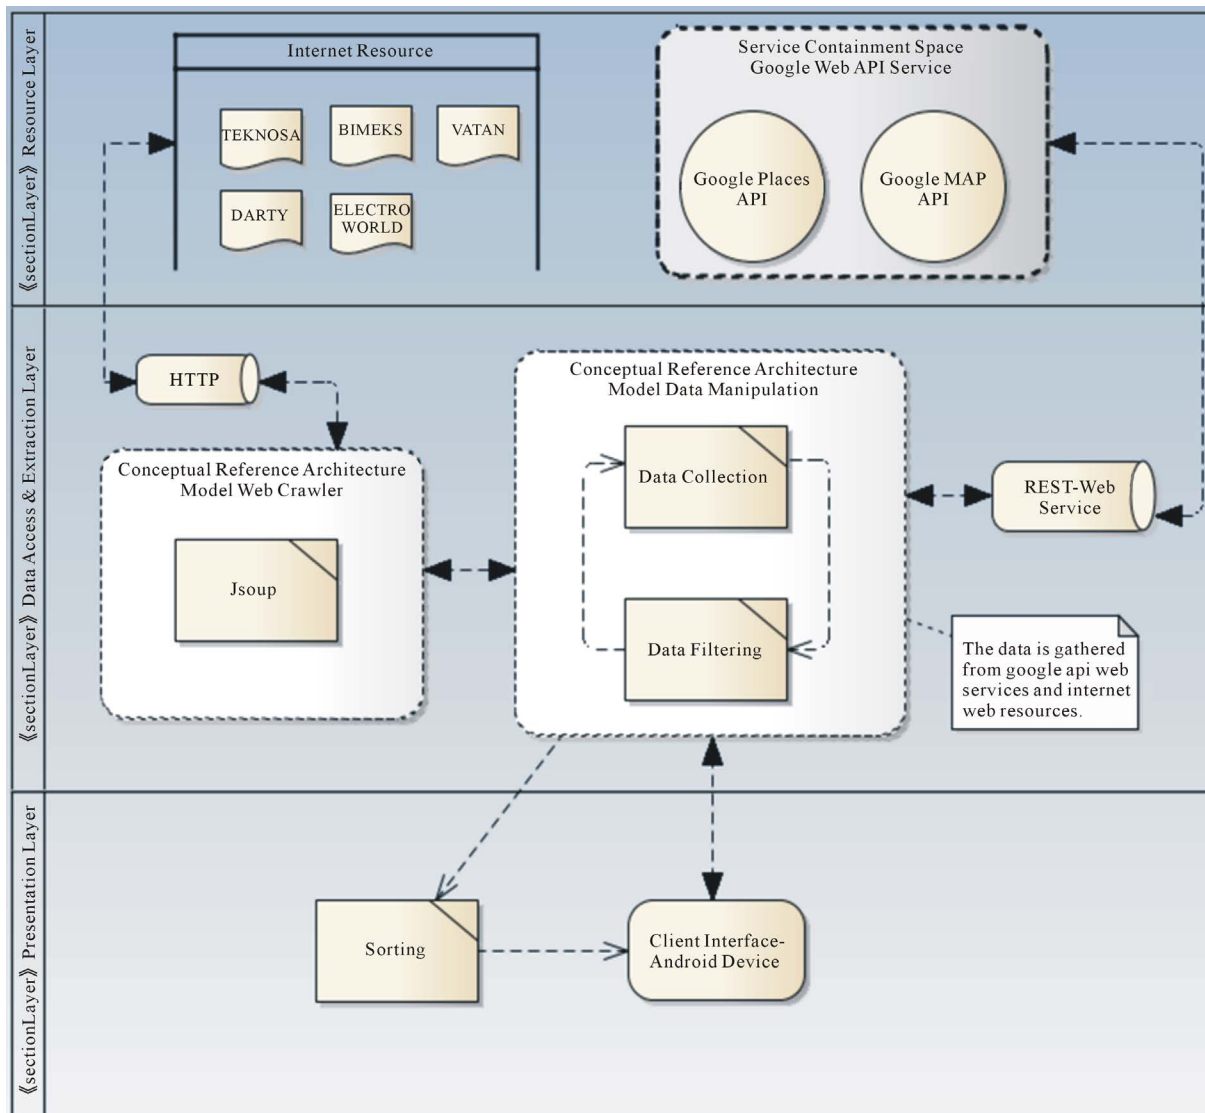 《sectionLayer》 Resource Layer
Internet Resource
TEKNOSA
BIMEKS
VATAN
DARTY
ELECTRO
WORLD
Service Containment Space
Google Web API Service
Google Places
API
Google MAP
API
《sectionLayer》 Data Access & Extraction Layer
HTTP
Conceptual Reference Architecture
Model Web Crawler
Jsoup
Conceptual Reference Architecture
Model Data Manipulation
Data Collection
Data Filtering
REST-Web
Service
The data is gathered
from google api web
services and internet
web resources.
《sectionLayer》 Presentation Layer
Sorting
Client Interface-
Android Device